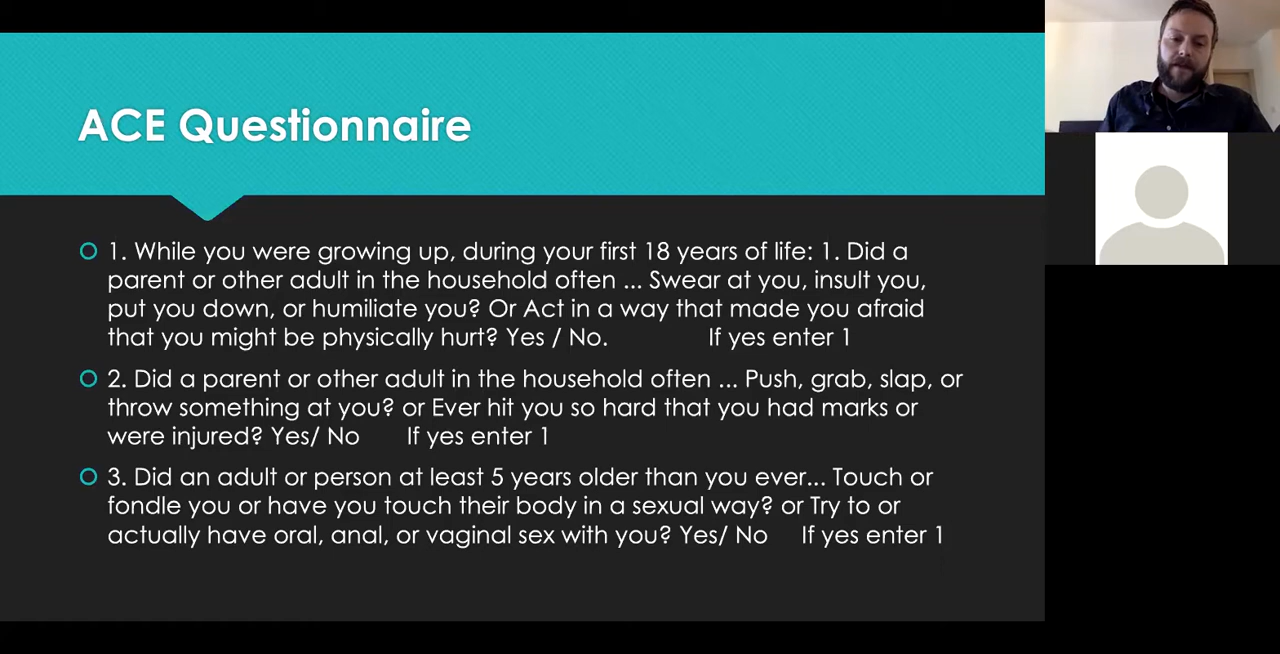 ACE Questionnaire
1. While you were growing up, during your first 18 years of life: 1. Did a
parent or other adult in the household often ... Swear at you, insult you,
put you down, or humiliate you? Or Act in a way that made you afraid
that you might be physically hurt? Yes / No. If yes enter 1
2. Did a parent or other adult in the household often ... Push, grab, slap, or
throw something at you? or Ever hit you so hard that you had marks or
were injured? Yes/ No If yes enter 1
3. Did an adult or person at least 5 years older than you ever... Touch or
fondle you or have you touch their body in a sexual way? or Try to or
actually have oral, anal, or vaginal sex with you? Yes/ No If yes enter 1